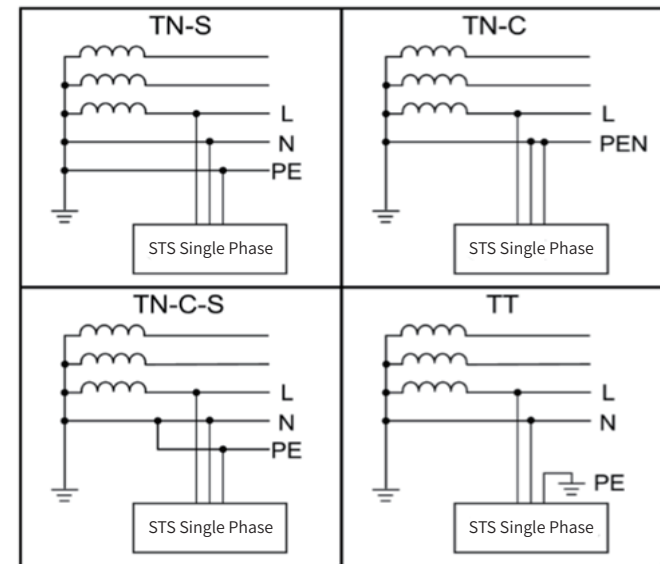 TN-S
L
N
PE
STS Single Phase
TN-C
L
PEN
STS Single Phase
TN-C-S
L
N
PE
STS Single Phase
TT
L
N
PE
STS Single Phase